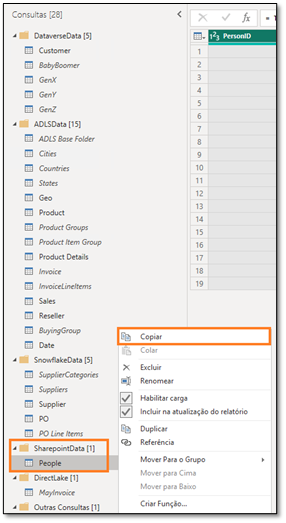 Consultas [28]
DataverseData [5]
Customer
BabyBoomer
GenX
GenY
GenZ
ADLSData [15]
ADLS Base Folder
Cities
Countries
States
Geo
Product
Product Groups
Product Item Group
Product Details
Invoice
InvoiceLineItems
Sales
Reseller
BuyingGroup
Date
SnowflakeData [5]
SupplierCategories
Suppliers
Supplier
PO
PO Line Items
SharepointData [1]
People
DirectLake [1]
MayInvoice
Outras Consultas [1]
1²3 PersonID
1
2
3
4
5
6
7
8
9
10
11
12
13
14
15
16
17
18
19
Copiar
Colar
Excluir
Renomear
Habilitar carga
Incluir na atualização do relatório
Duplicar
Referência
Mover Para o Grupo
Mover para Cima
Mover para Baixo
Criar Função...